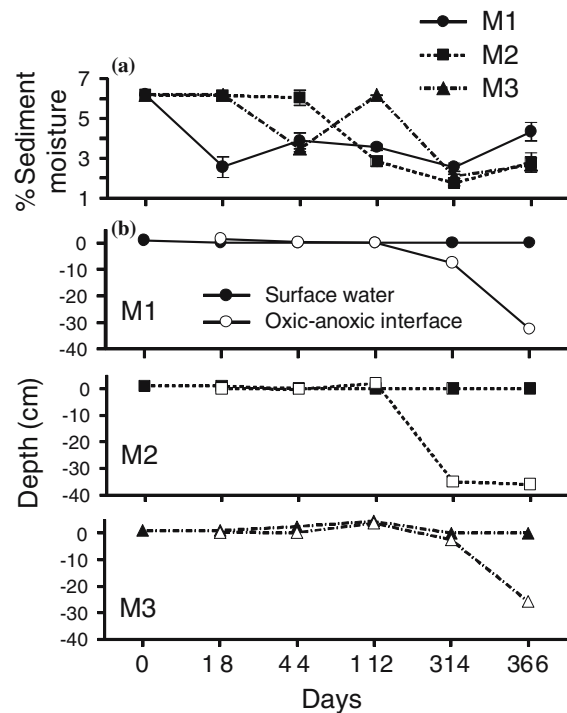 M1
M2
M3
(a)
% Sediment
moisture
7
5
3
1
(b)
0
-10
-20
-30
-40
Surface water
Oxic-anoxic interface
M1
Depth (cm)
0
-10
-20
-30
-40
M2
0
-10
-20
-30
-40
M3
0 18 44 112 314 366
Days